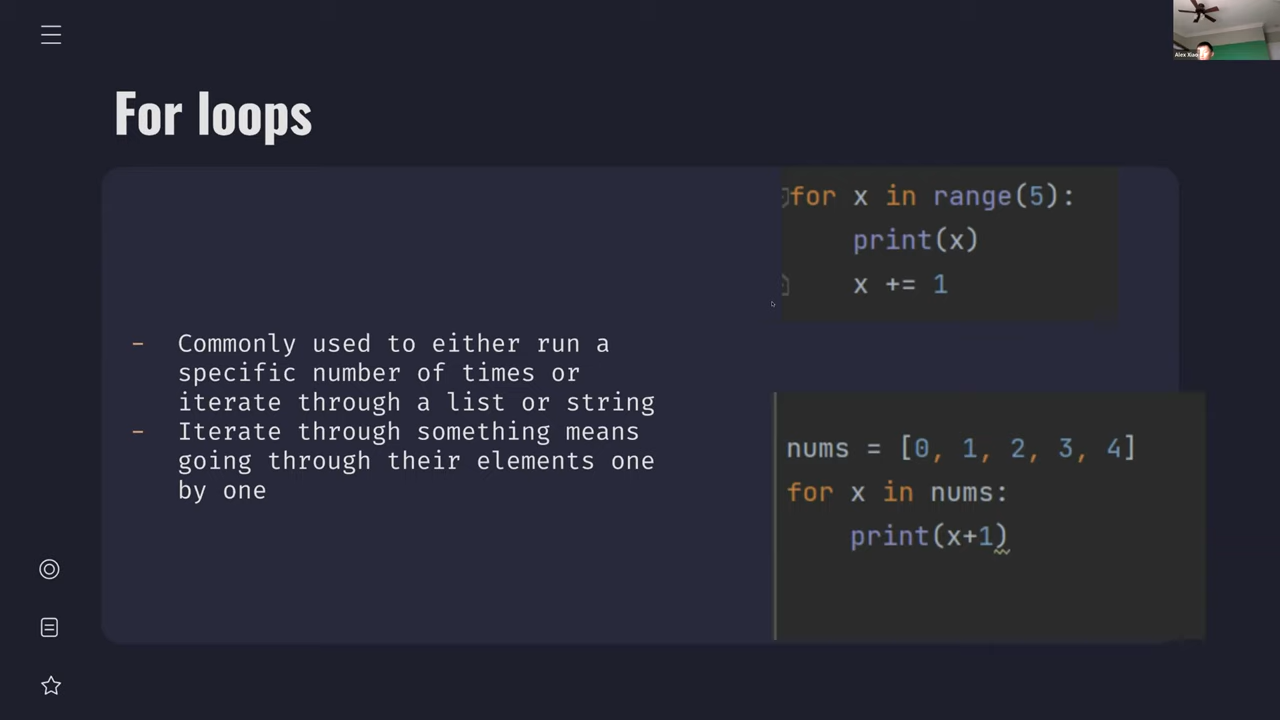 Alex Xiao
For loops
- Commonly used to either run a
specific number of times or
iterate through a list or string
- Iterate through something means
going through their elements one
by one
for x in range(5):
print(x)
x += 1
nums = [0, 1, 2, 3, 4]
for x in nums:
print(x+1)